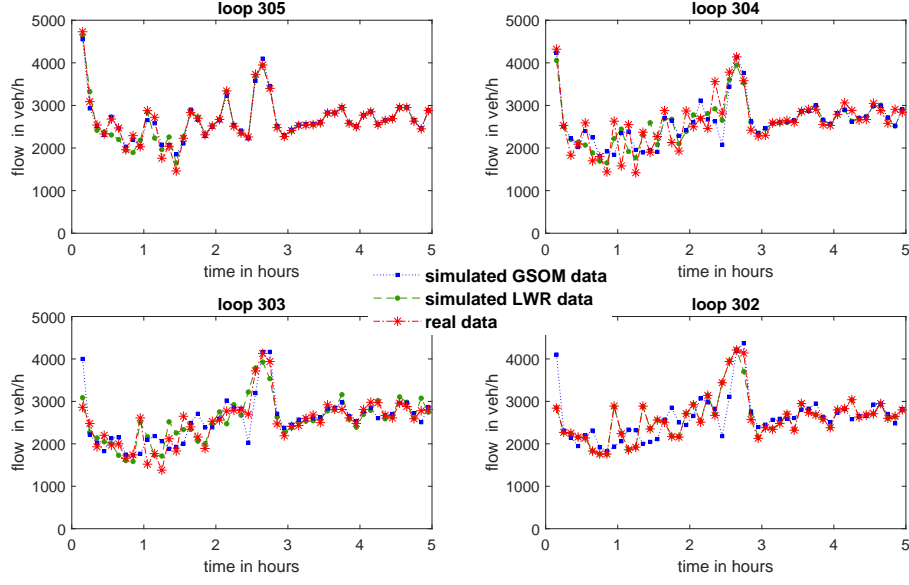 loop 305
loop 304
5000
4000
3000
2000
1000
0
flow in veh/h
0 1 2 3 4 5
time in hours
5000
4000
3000
2000
1000
0
flow in veh/h
0 1 2 3 4 5
time in hours
simulated GSOM data
simulated LWR data
real data
loop 303
loop 302
5000
4000
3000
2000
1000
0
flow in veh/h
0 1 2 3 4 5
time in hours
4000
3000
2000
1000
0
flow in veh/h
0 1 2 3 4 5
time in hours